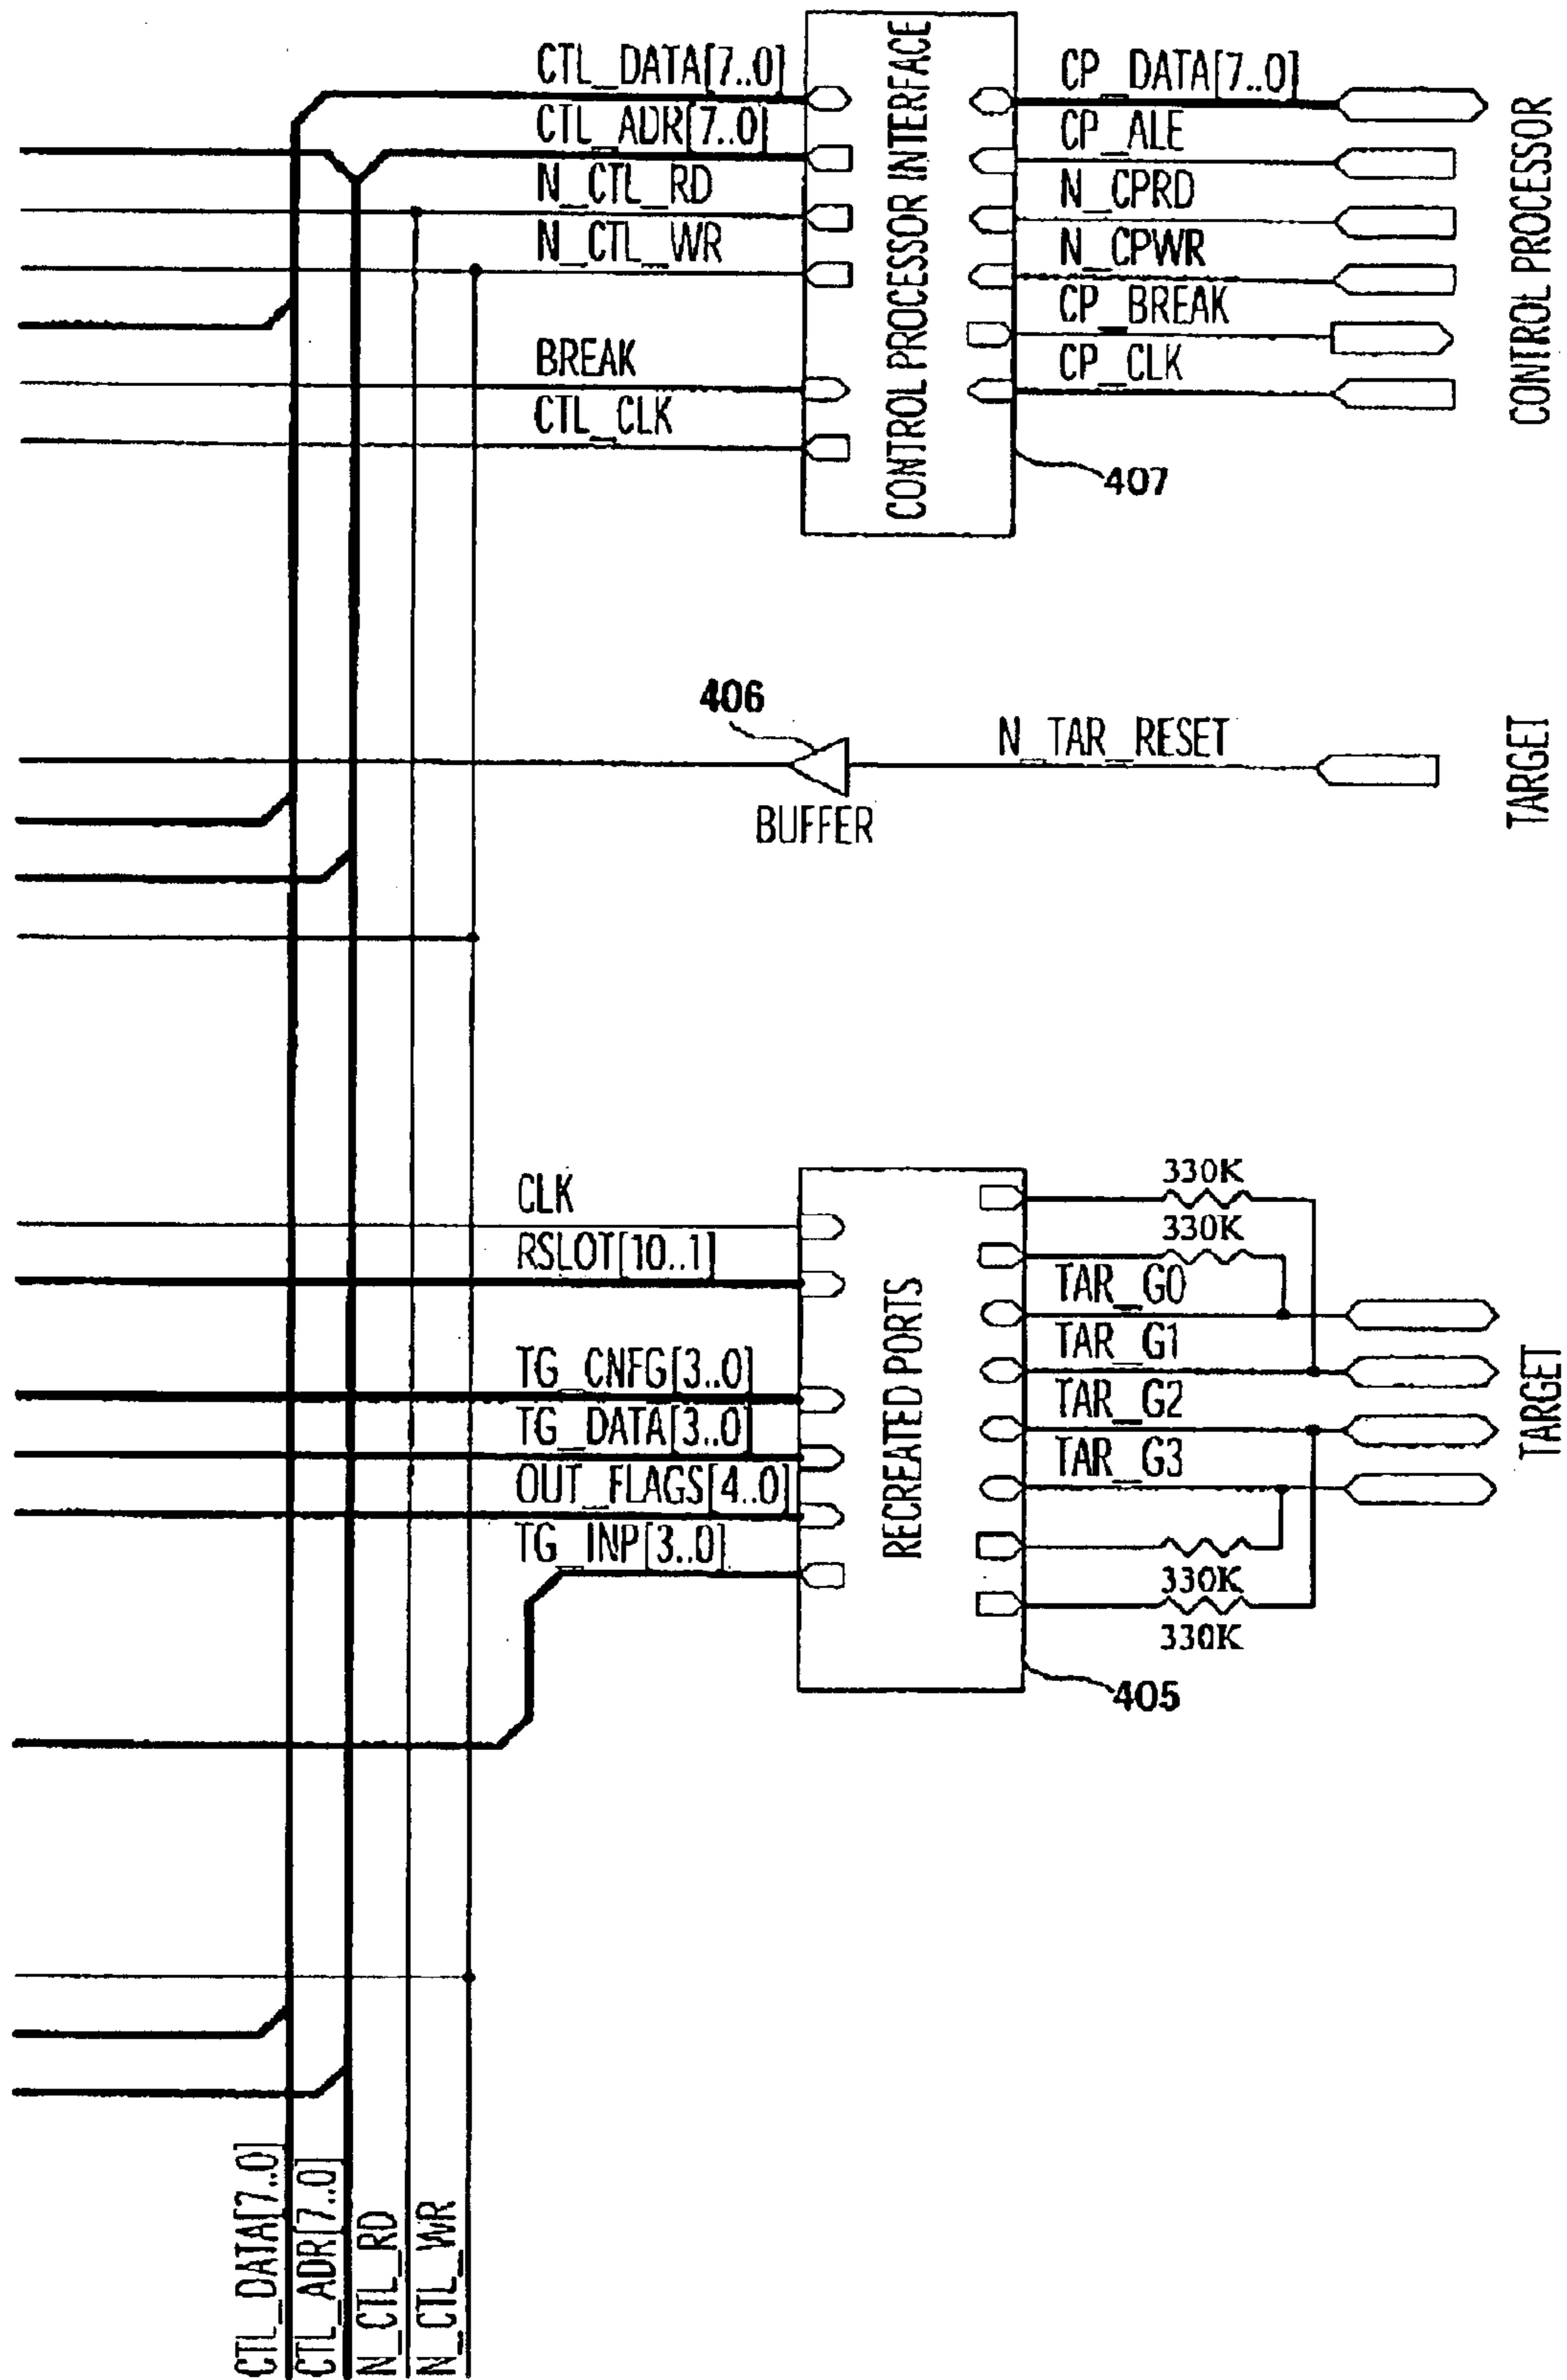 CTL_DATA[7..0]
CTL_ADR[7..0]
N_CTL_RD
N_CTL_WR
BREAK
CTL_CLK
CONTROL PROCESSOR INTERFACE
CP_DATA[7..0]
CP_ALE
N_CPRD
N_CPWR
CP_BREAK
CP_CLK
CONTROL PROCESSOR
407
406
BUFFER
N_TAR_RESET
TARGET
CLK
RSLOT[10..1]
TG_CNFG[3..0]
TG_DATA[3..0]
OUT_FLAGS[4..0]
TG_INP[3..0]
RECREATED PORTS
330K
330K
TAR_G0
TAR_G1
TAR_G2
TAR_G3
330K
330K
TARGET
405
CTL_DATA[7..0]
CTL_ADR[7..0]
N_CTL_RD
N_CTL_WR